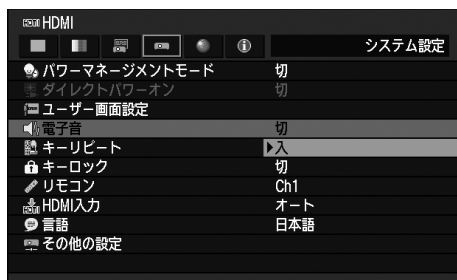 HDMI HDMI
システム設定
パワーマネージメントモード 切
ダイレクトパワーオン 切
ユーザー画面設定
電子音 切
キーリピート ▶入
キーロック 切
リモコン Ch1
HDMI HDMI入力 オート
言語 日本語
その他の設定